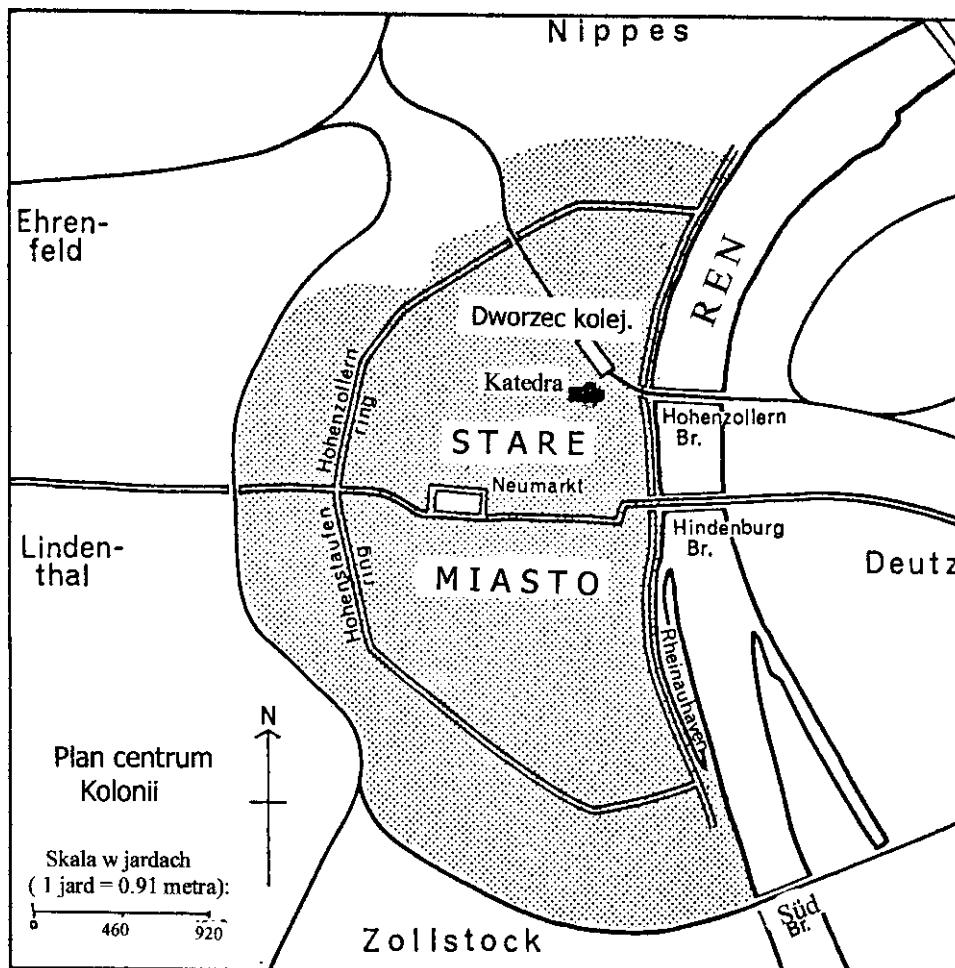 Nippes
Ehren-
feld
REN
Dworzec kolej.
Katedra
Hohenzollern
ring
Hohenzollern
Br.
STARE
Neumarkt
Linden-
thal
Hindenburg
Br.
Hohenstaufen
ring
MIASTO
Deutz
Rheinauhaven
N
Plan centrum
Kolonii
Skala w jardach
( 1 jard = 0.91 metra):
0 460 920
Zollstock
Süd
Br.